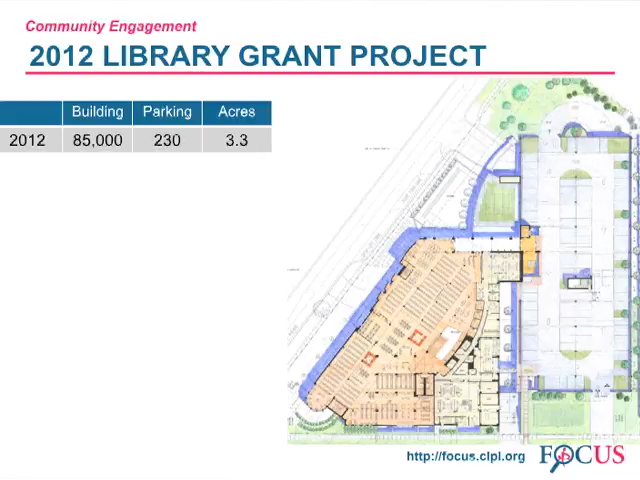 Community Engagement
2012 LIBRARY GRANT PROJECT
Building Parking Acres
2012 85,000 230 3.3
http://focus.clpl.org
FOCUS